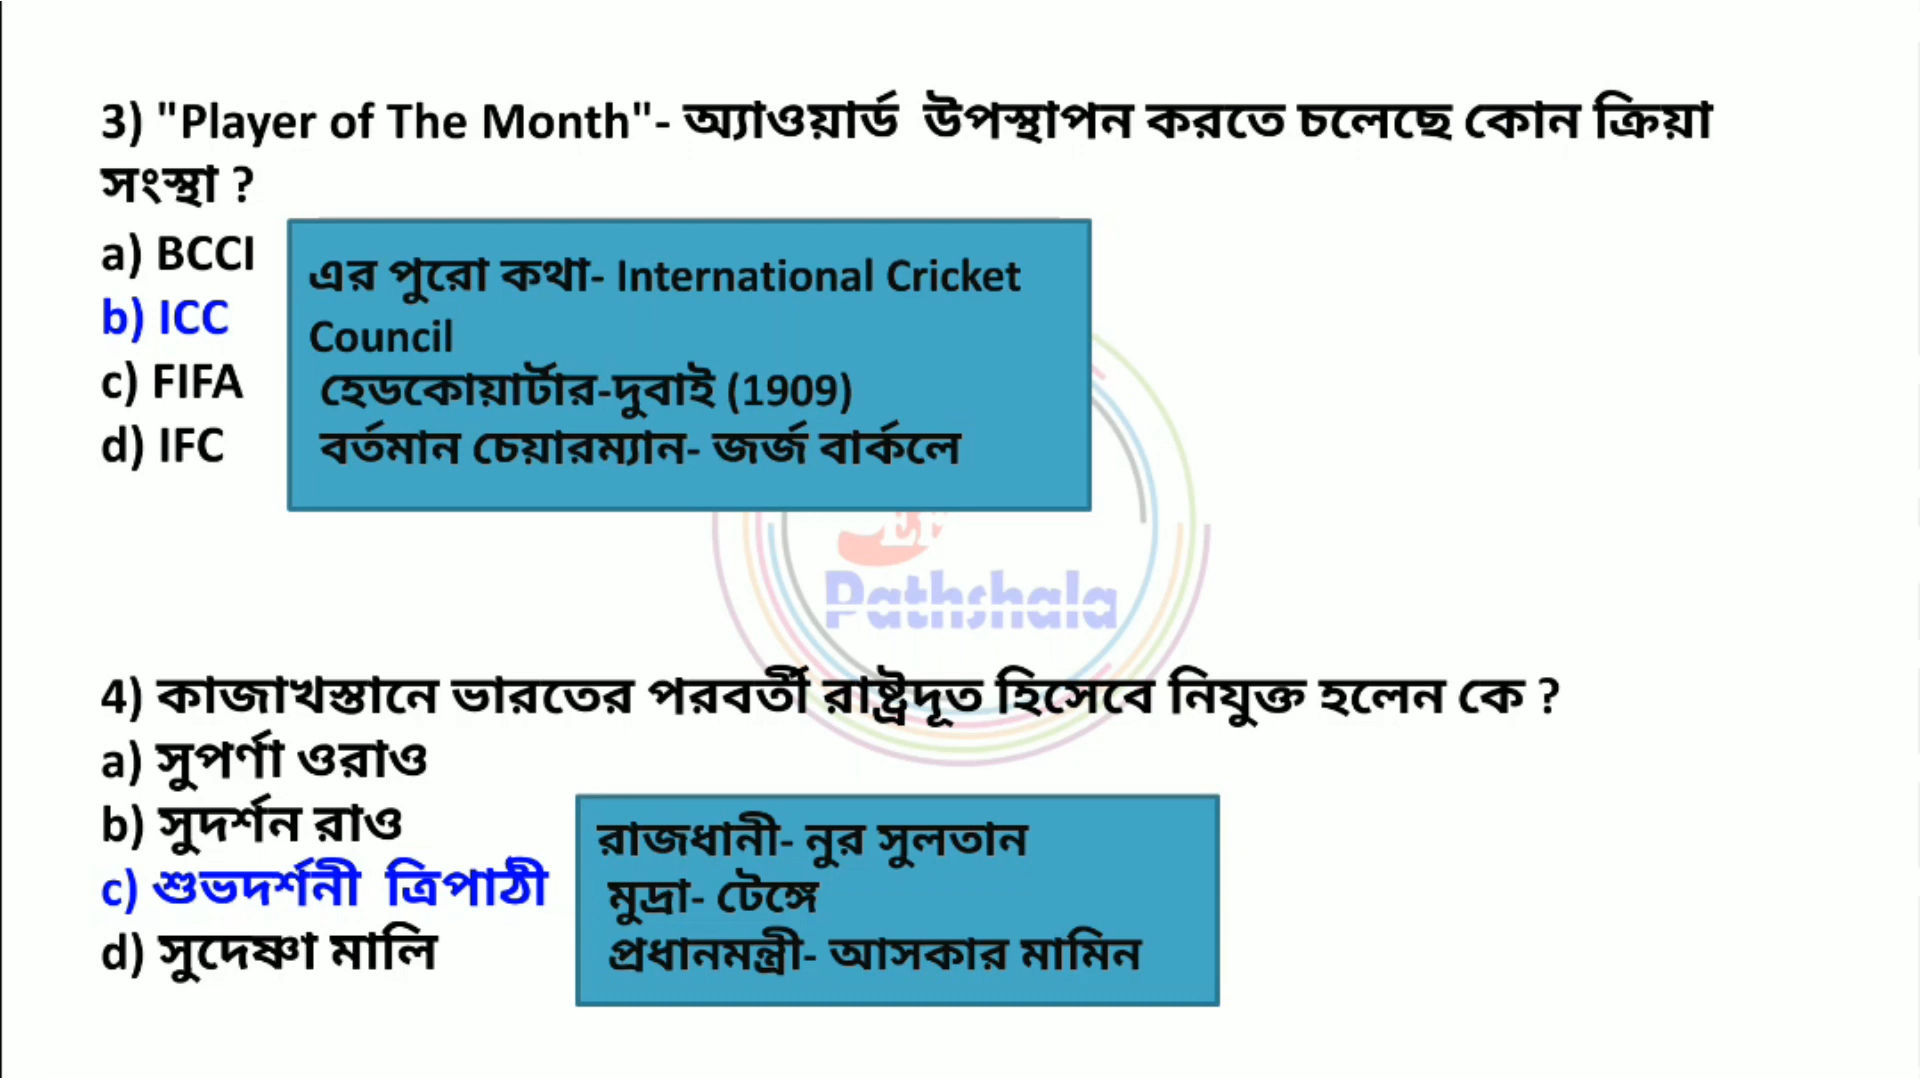 3) "Player of The Month"- অ্যাওয়ার্ড উপস্থাপন করতে চলেছে কোন ক্রিয়া
সংস্থা ?
a) BCCI
b) ICC
c) FIFA
d) IFC
এর পুরো কথা- International Cricket
Council
হেডকোয়ার্টার-দুবাই (1909)
বর্তমান চেয়ারম্যান- জর্জ বার্কলে
Pathshala
4) কাজাখস্তানে ভারতের পরবর্তী রাষ্ট্রদূত হিসেবে নিযুক্ত হলেন কে ?
a) সুপর্ণা ওরাও
b) সুদর্শন রাও
c) শুভদর্শনী ত্রিপাঠী
d) সুদেষ্ণা মালি
রাজধানী- নুর সুলতান
মুদ্রা- টেঙ্গে
প্রধানমন্ত্রী- আসকার মামিন